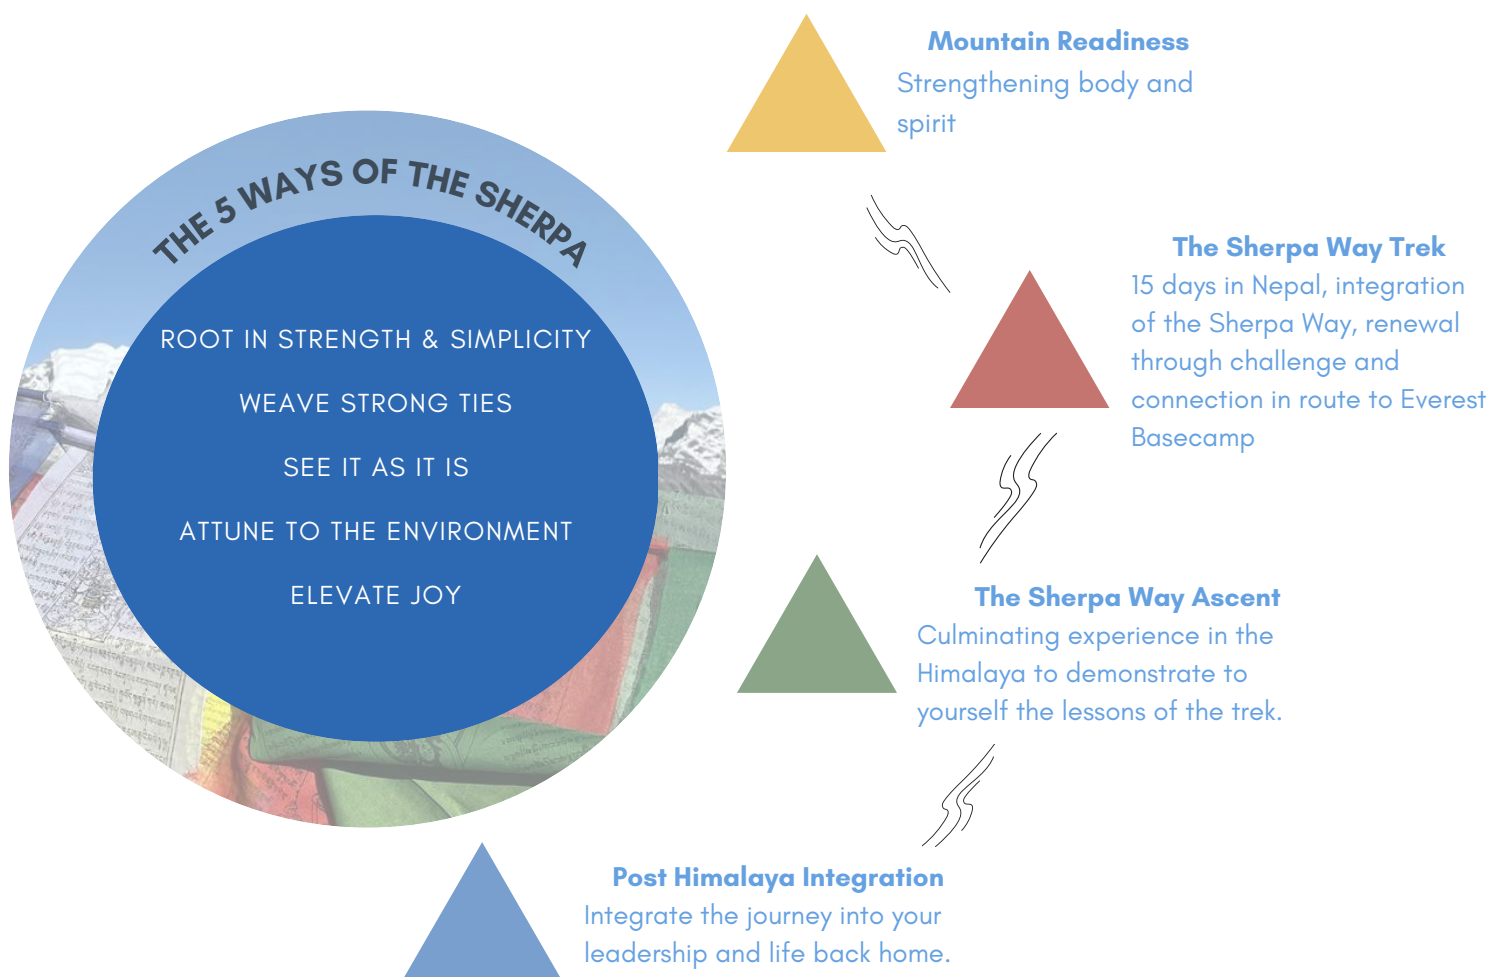 THE 5 WAYS OF THE SHERPA
ROOT IN STRENGTH & SIMPLICITY
WEAVE STRONG TIES
SEE IT AS IT IS
ATTUNE TO THE ENVIRONMENT
ELEVATE JOY
Mountain Readiness
Strengthening body and
spirit
The Sherpa Way Trek
15 days in Nepal, integration
of the Sherpa Way, renewal
through challenge and
connection in route to Everest
Basecamp
The Sherpa Way Ascent
Culminating experience in the
Himalaya to demonstrate to
yourself the lessons of the trek.
Post Himalaya Integration
Integrate the journey into your
leadership and life back home.